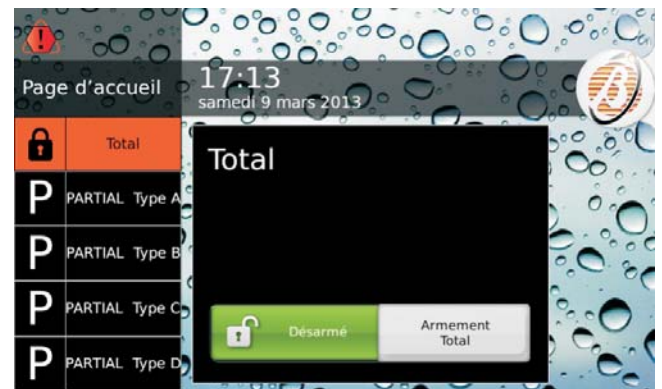 Page d'accueil
17:13
samedi 9 mars 2013
Total
PARTIAL Type A
PARTIAL Type B
PARTIAL Type C
PARTIAL Type D
Total
Désarmé
Armement
Total